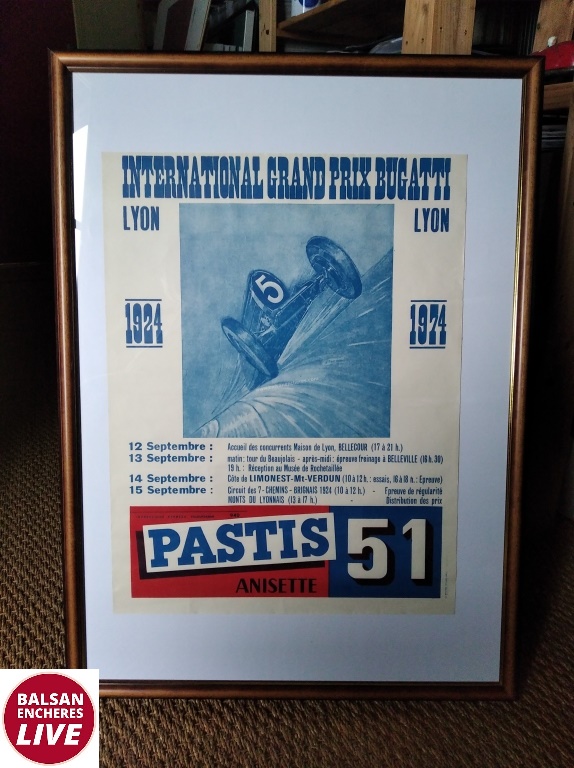 INTERNATIONAL GRAND PRIX BUGATTI
LYON LYON
5
1924 1974
12 Septembre : Accueil des concurrents Maison de Lyon, BELLECOUR (17 à 21 h.)
13 Septembre : matin: tour du Beaujolais - après-midi: épreuve freinage à BELLEVILLE (16 h. 30)
19 h. : Réception au Musée de Rochetaillée
14 Septembre : Côte de LIMONEST-Mt-VERDUN (10 à 12 h. : essais, 16 à 18 h. : Epreuve)
15 Septembre : Circuit des 7-CHEMINS - BRIGNAIS 1924 (10 à 12 h.) - Epreuve de régularité
MONTS DU LYONNAIS (13 à 17 h.) - Distribution des prix
PASTIS 51
ANISETTE
BALSAN
ENCHERES
LIVE